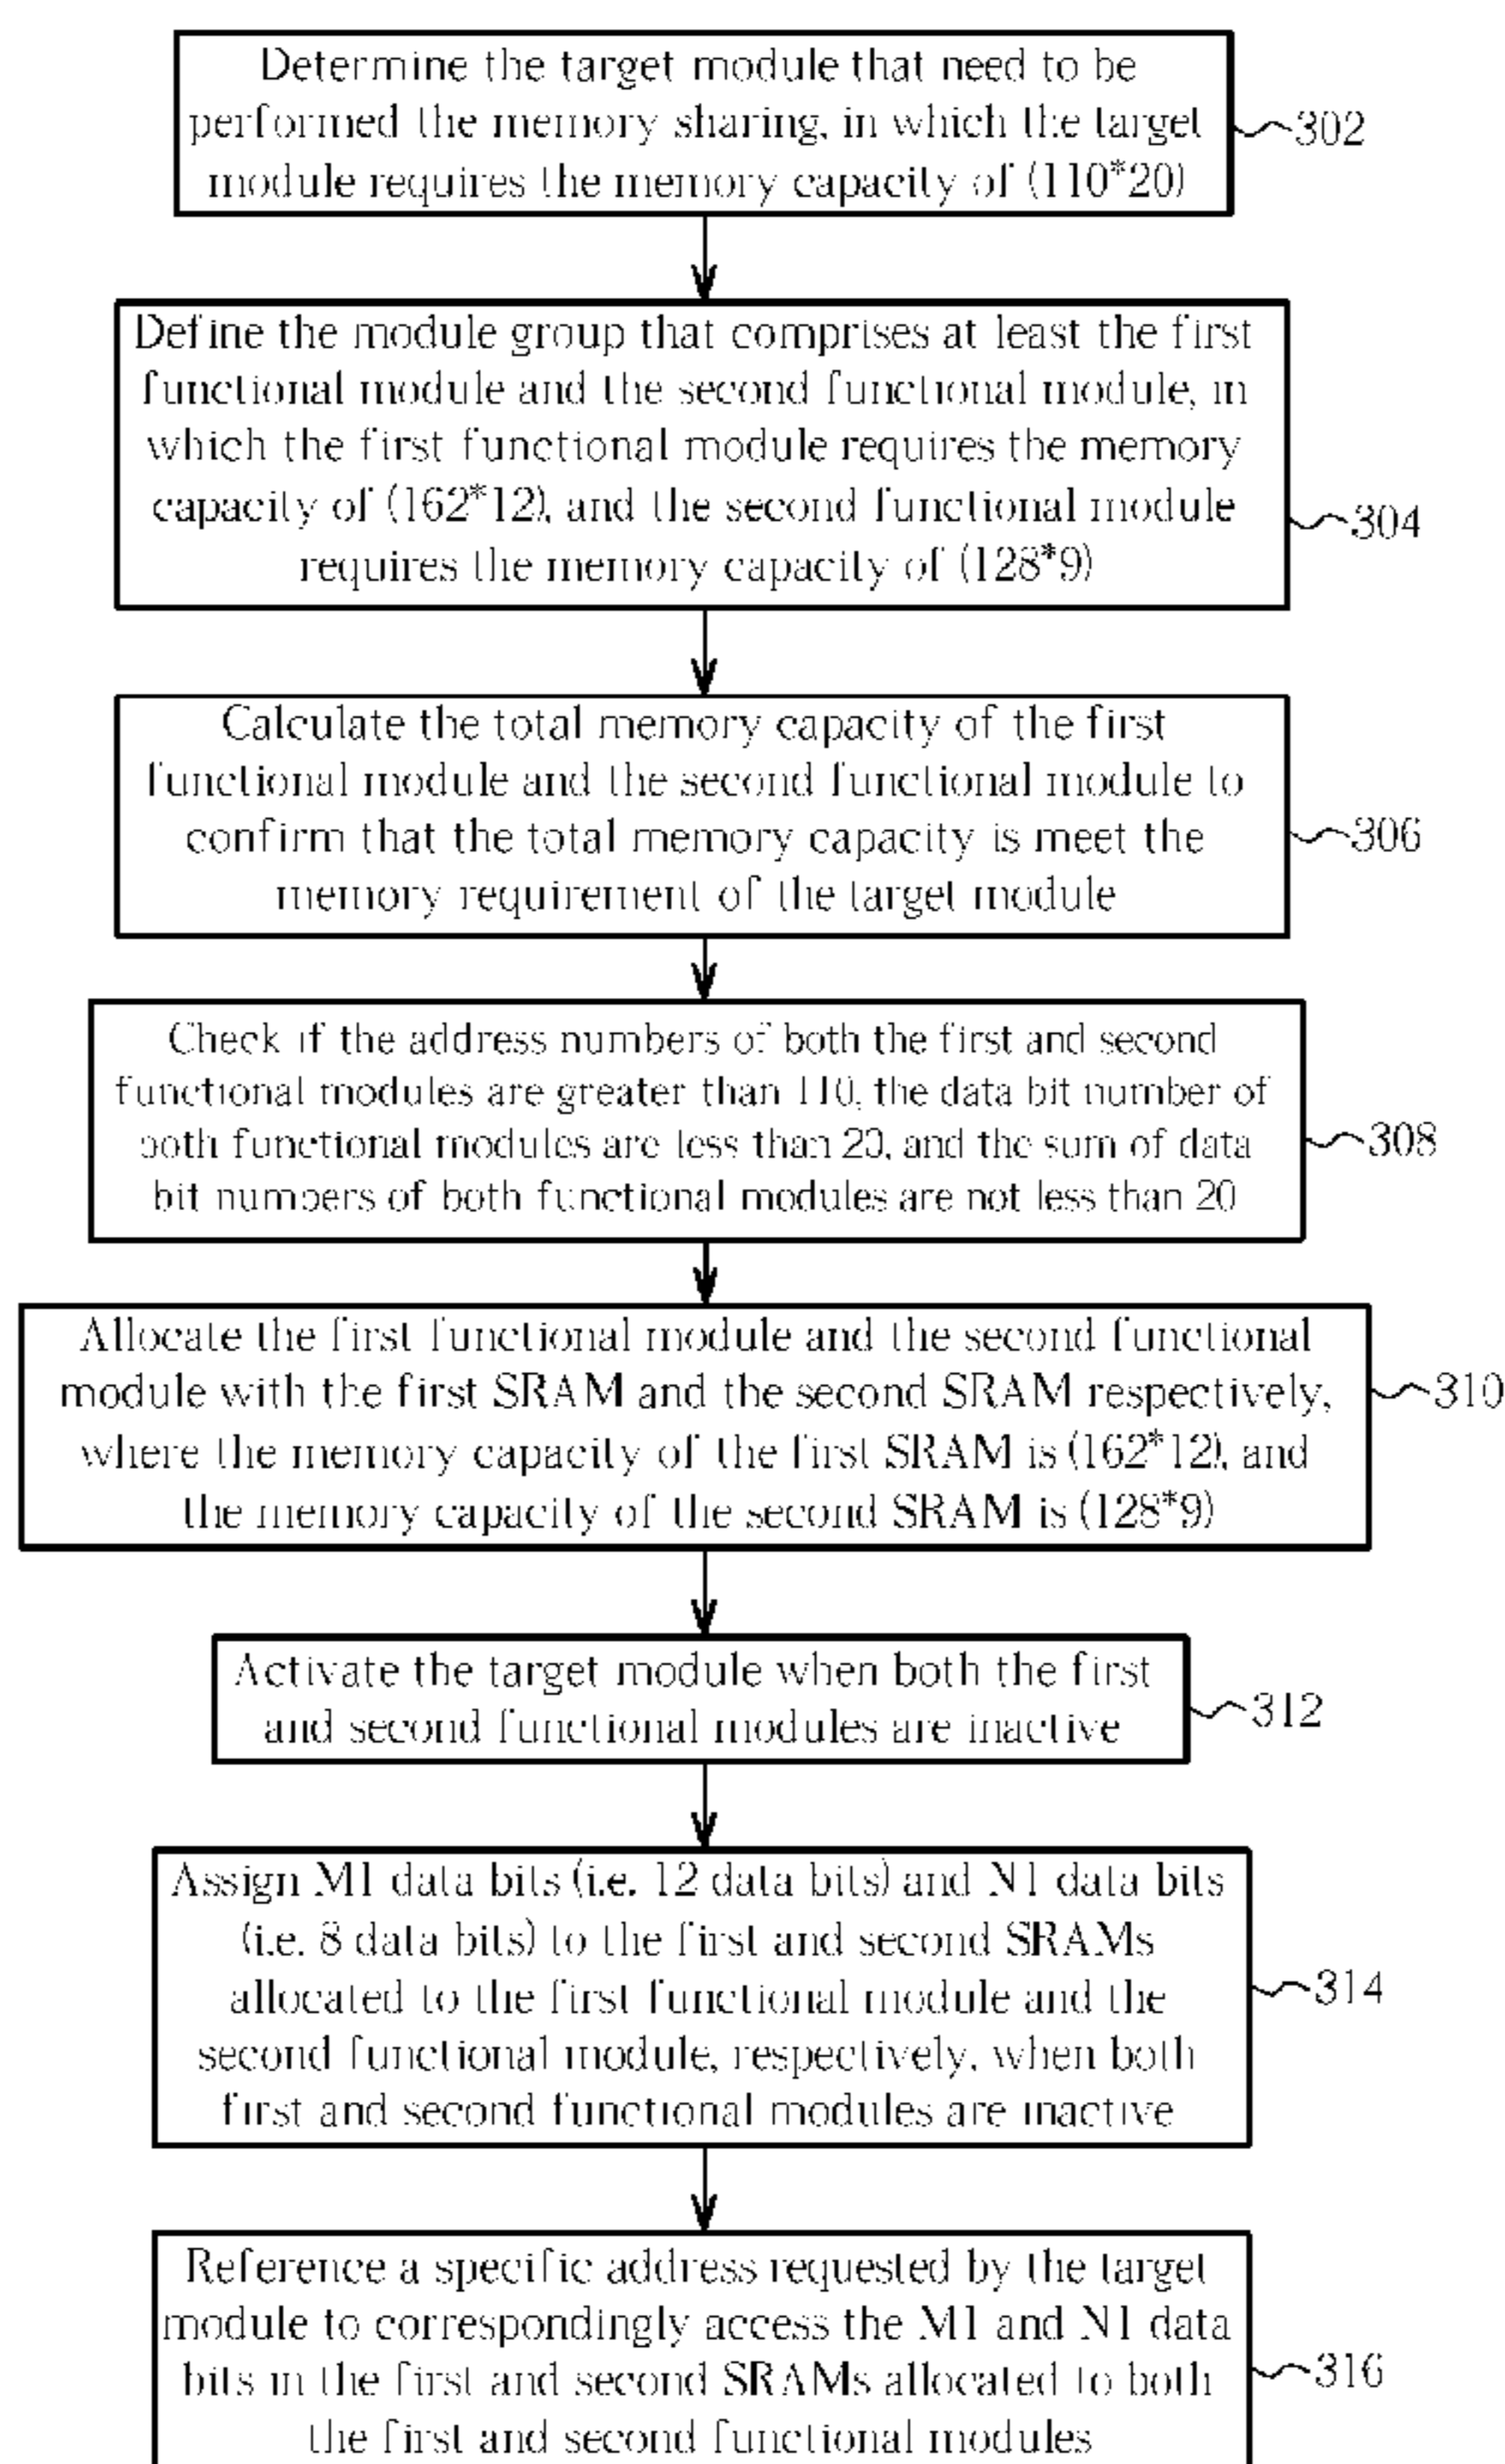 Determine the target module that need to be
performed the memory sharing, in which the target
module requires the memory capacity of (110*20)
302
Define the module group that comprises at least the first
functional module and the second functional module, in
which the first functional module requires the memory
capacity of (162*12), and the second functional module
requires the memory capacity of (128*9)
304
Calculate the total memory capacity of the first
functional module and the second functional module to
confirm that the total memory capacity is meet the
memory requirement of the target module
306
Check if the address numbers of both the first and second
functional modules are greater than 110, the data bit number of
both functional modules are less than 20, and the sum of data
bit numbers of both functional modules are not less than 20
308
Allocate the first functional module and the second functional
module with the first SRAM and the second SRAM respectively,
where the memory capacity of the first SRAM is (162*12), and
the memory capacity of the second SRAM is (128*9)
310
Activate the target module when both the first
and second functional modules are inactive
312
Assign M1 data bits (i.e. 12 data bits) and N1 data bits
(i.e. 8 data bits) to the first and second SRAMs
allocated to the first functional module and the
second functional module, respectively, when both
first and second functional modules are inactive
314
Reference a specific address requested by the target
module to correspondingly access the M1 and N1 data
bits in the first and second SRAMs allocated to both
the first and second functional modules
316